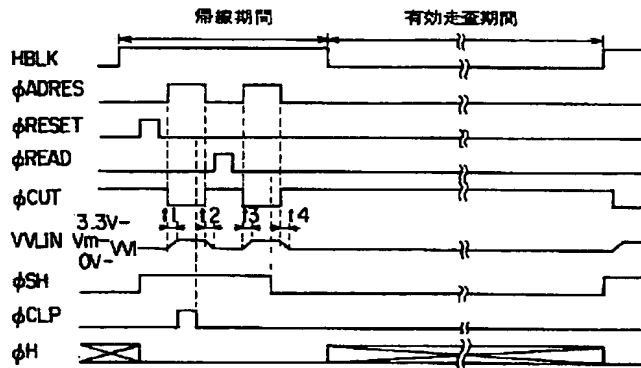 帰線期間 有効走査期間
HBLK
φADRES
φRESET
φREAD
φCUT
t1 t2 t3 t4
3.3V-
VVLIN Vm- VVl
0V-
φSH
φCLP
φH